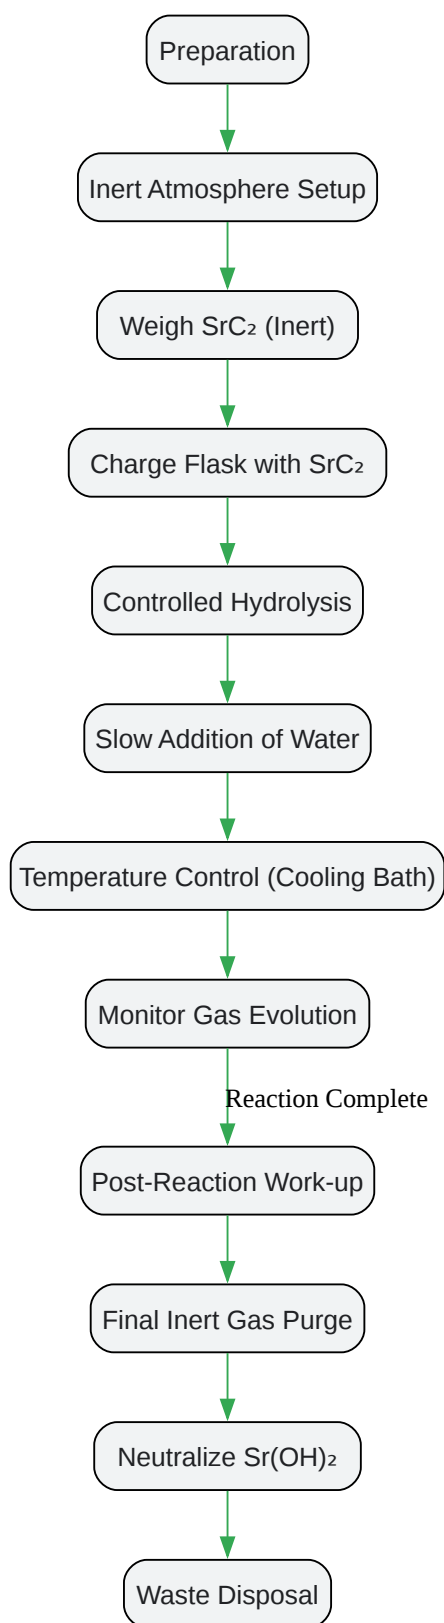 Preparation
Inert Atmosphere Setup
Weigh SrC₂ (Inert)
Charge Flask with SrC₂
Controlled Hydrolysis
Slow Addition of Water
Temperature Control (Cooling Bath)
Monitor Gas Evolution
Reaction Complete
Post-Reaction Work-up
Final Inert Gas Purge
Neutralize Sr(OH)₂
Waste Disposal